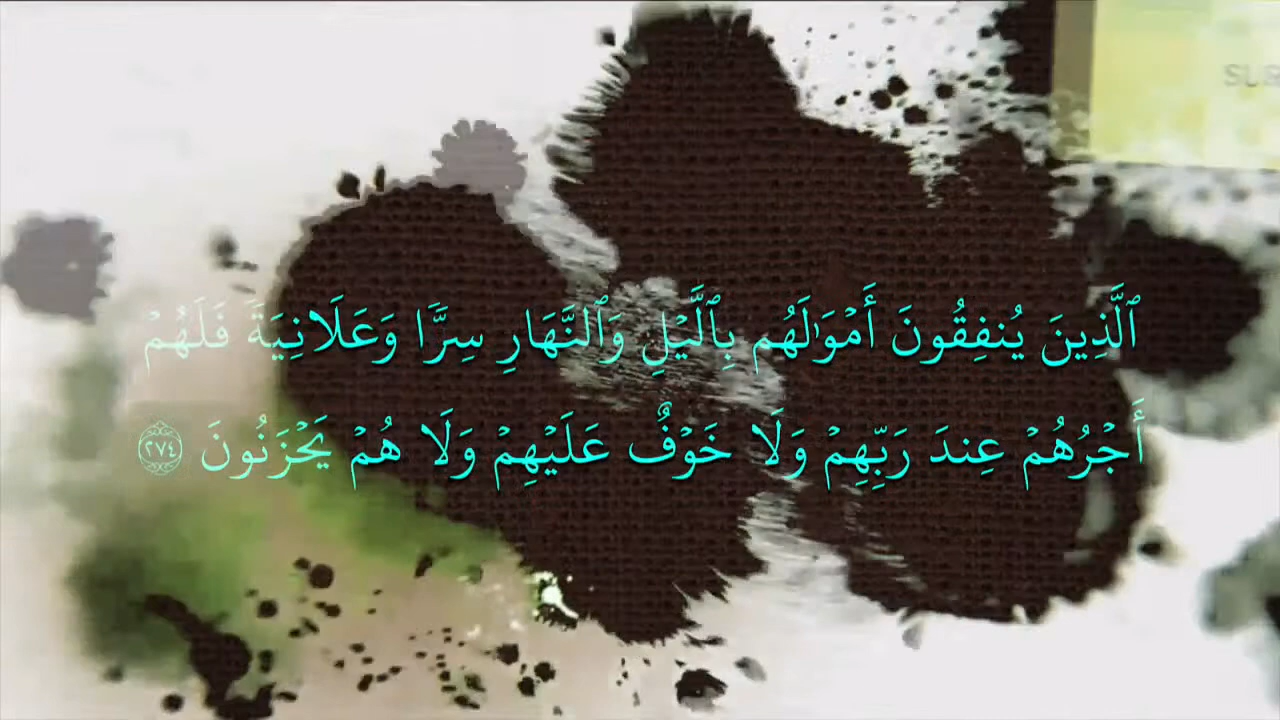 ٱلَّذِينَ يُنفِقُونَ أَمْوَٰلَهُم بِٱلَّيْلِ وَٱلنَّهَارِ سِرًّا وَعَلَانِيَةً فَلَهُمْ
أَجْرُهُمْ عِندَ رَبِّهِمْ وَلَا خَوْفٌ عَلَيْهِمْ وَلَا هُمْ يَحْزَنُونَ ٢٧٤